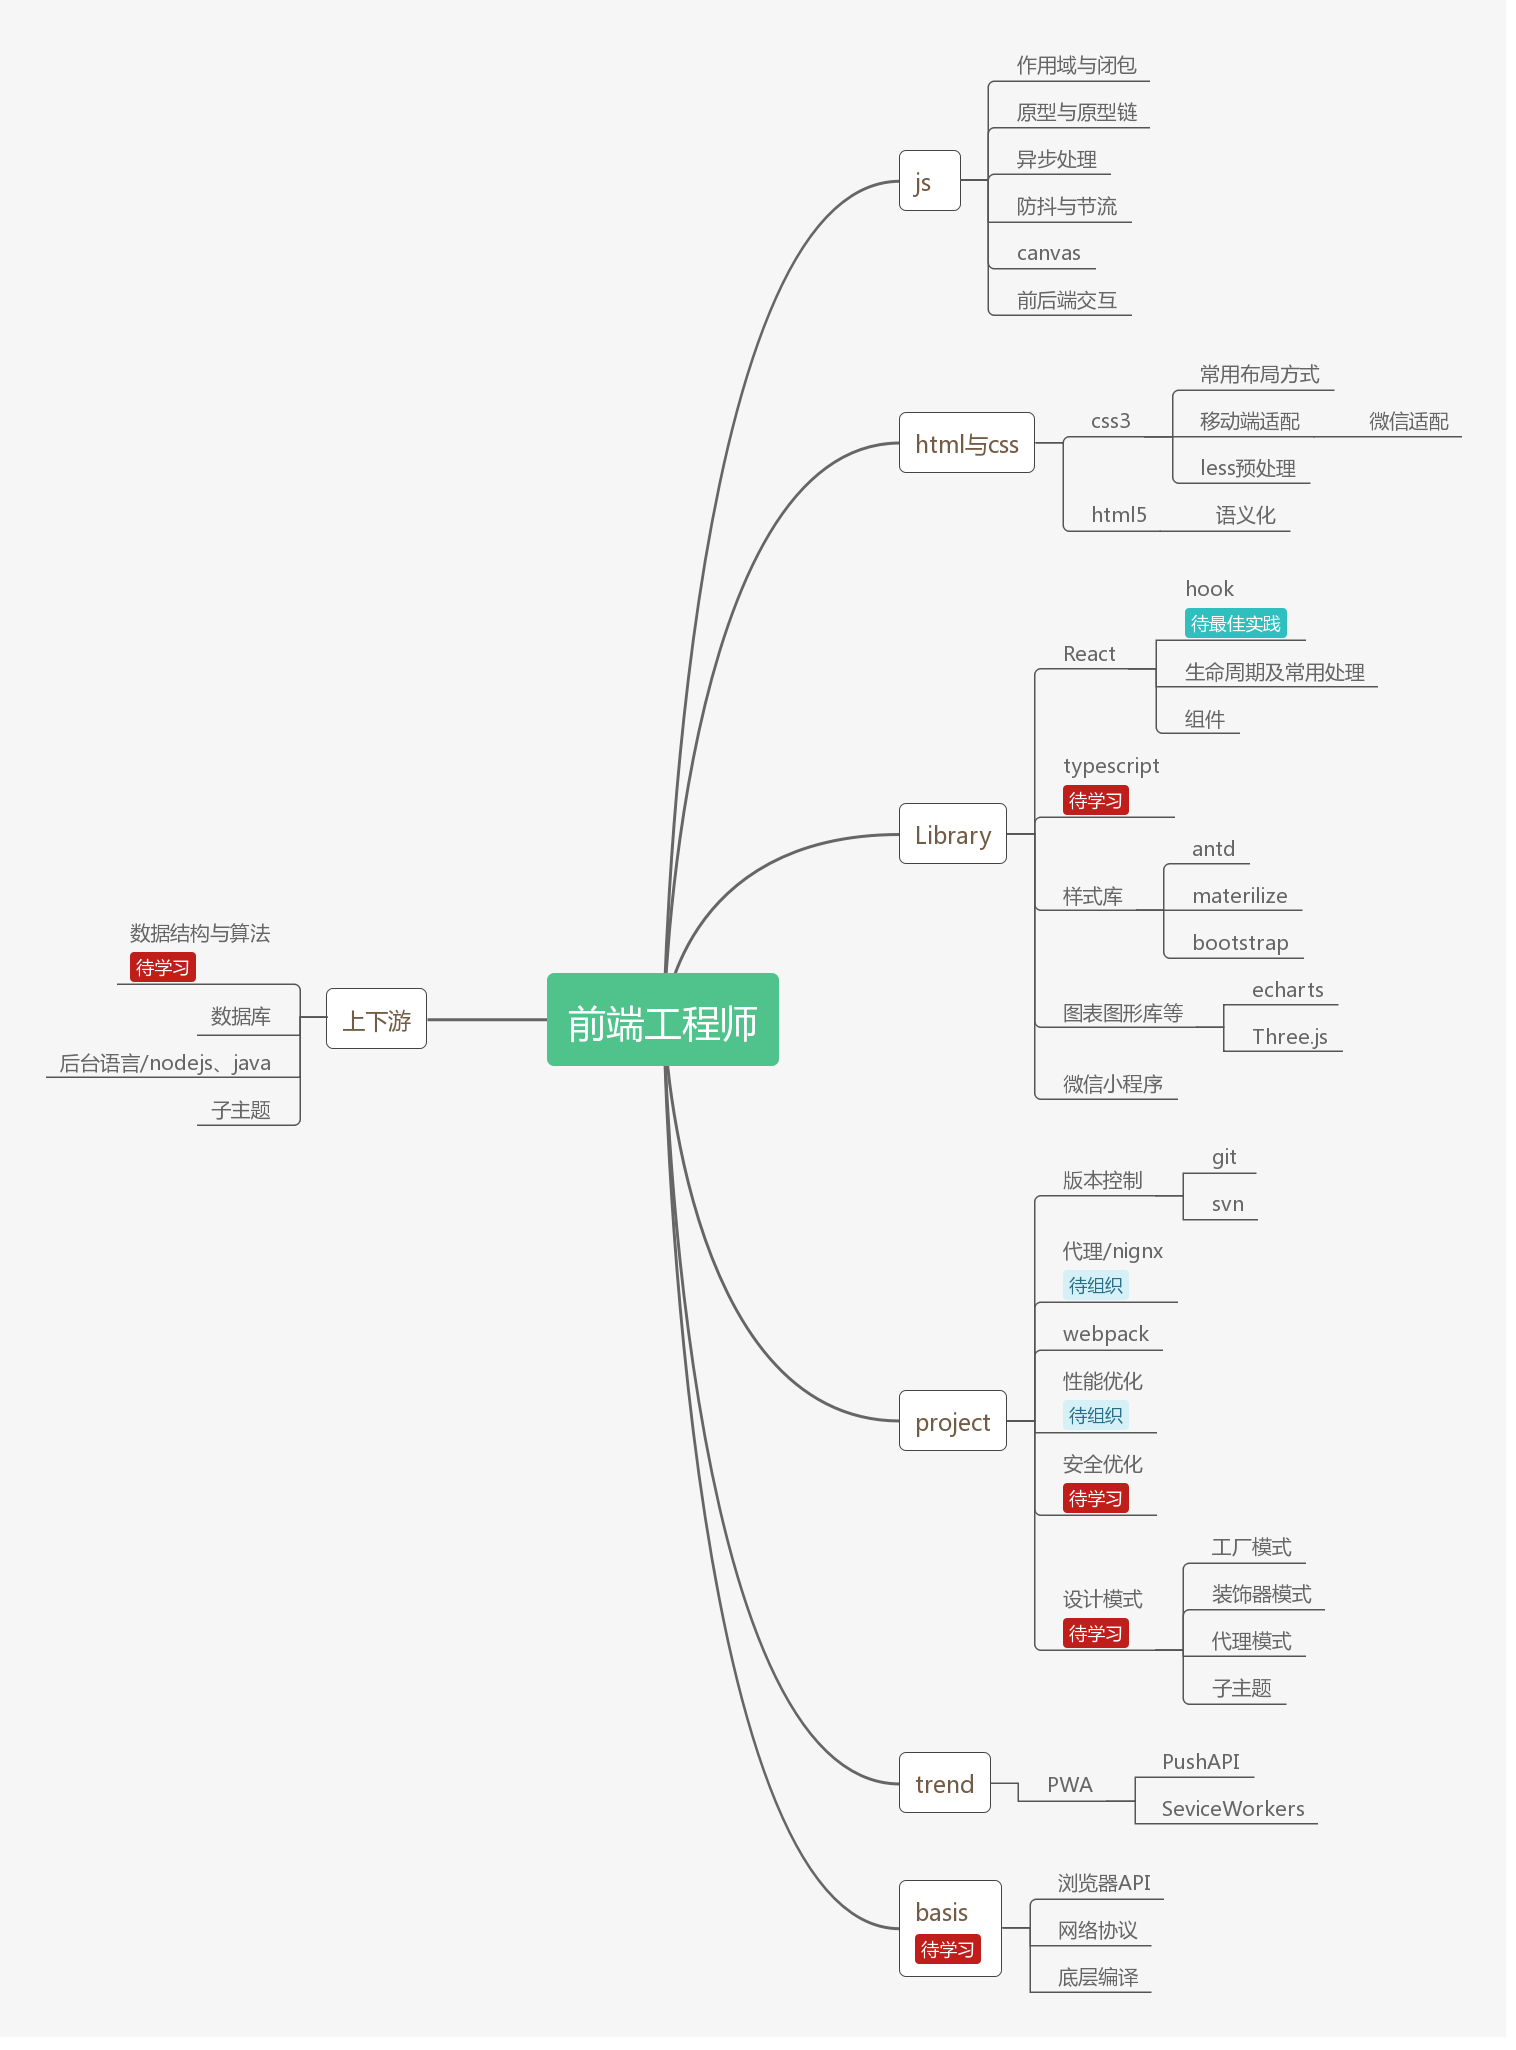 作用域与闭包
原型与原型链
异步处理
js
防抖与节流
canvas
前后端交互
常用布局方式
css3
移动端适配
微信适配
html与css
less预处理
html5
语义化
hook
待最佳实践
React
生命周期及常用处理
组件
typescript
待学习
Library
antd
样式库
materilize
bootstrap
图表图形库等
echarts
Three.js
微信小程序
数据结构与算法
待学习
数据库
上下游
后台语言/nodejs、java
子主题
前端工程师
版本控制
git
svn
代理/nignx
待组织
webpack
性能优化
待组织
project
安全优化
待学习
设计模式
待学习
工厂模式
装饰器模式
代理模式
子主题
trend
PWA
PushAPI
SeviceWorkers
basis
待学习
浏览器API
网络协议
底层编译